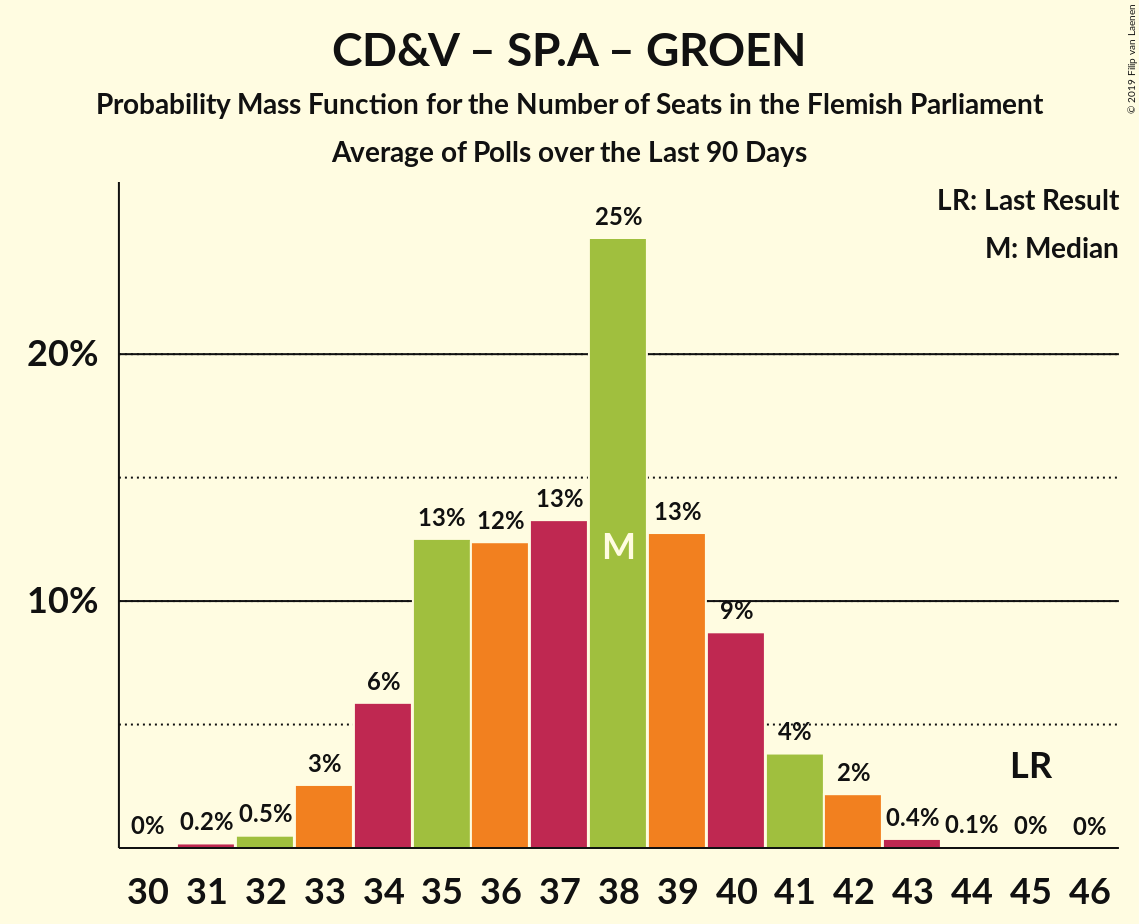 CD&V – SP.A – GROEN
Probability Mass Function for the Number of Seats in the Flemish Parliament
Average of Polls over the Last 90 Days
© 2019 Filip van Laenen
LR: Last Result
M: Median
25%
20%
13%
12%
13%
M
13%
10%
9%
6%
4%
3%
2%
LR
0%
0.2%
0.5%
0.4%
0.1%
0%
0%
30 31 32 33 34 35 36 37 38 39 40 41 42 43 44 45 46